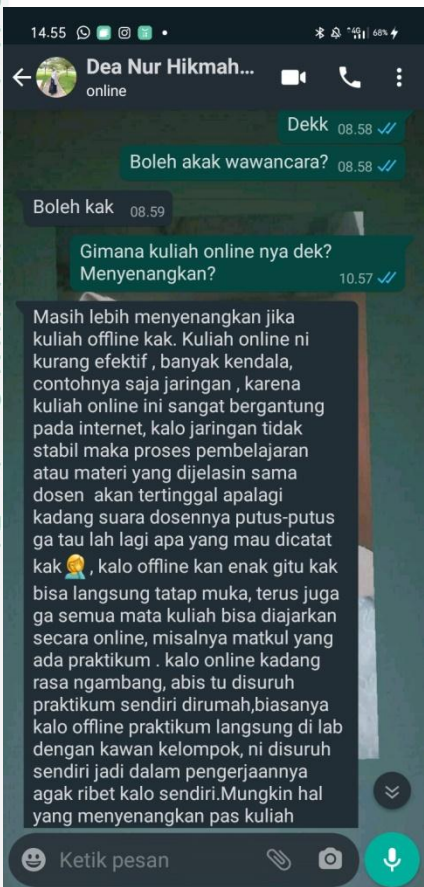 14.55
68%
Dea Nur Hikmah...
online
Dekk 08.58
Boleh akak wawancara? 08.58
Boleh kak 08.59
Gimana kuliah online nya dek?
Menyenangkan? 10.57
Masih lebih menyenangkan jika
kuliah offline kak. Kuliah online ni
kurang efektif , banyak kendala,
contohnya saja jaringan , karena
kuliah online ini sangat bergantung
pada internet, kalo jaringan tidak
stabil maka proses pembelajaran
atau materi yang dijelasin sama
dosen  akan tertinggal apalagi
kadang suara dosennya putus-putus
ga tau lah lagi apa yang mau dicatat
kak 🤦, kalo offline kan enak gitu kak
bisa langsung tatap muka, terus juga
ga semua mata kuliah bisa diajarkan
secara online, misalnya matkul yang
ada praktikum . kalo online kadang
rasa ngambang, abis tu disuruh
praktikum sendiri dirumah,biasanya
kalo offline praktikum langsung di lab
dengan kawan kelompok, ni disuruh
sendiri jadi dalam pengerjaannya
agak ribet kalo sendiri.Mungkin hal
yang menyenangkan pas kuliah
Ketik pesan